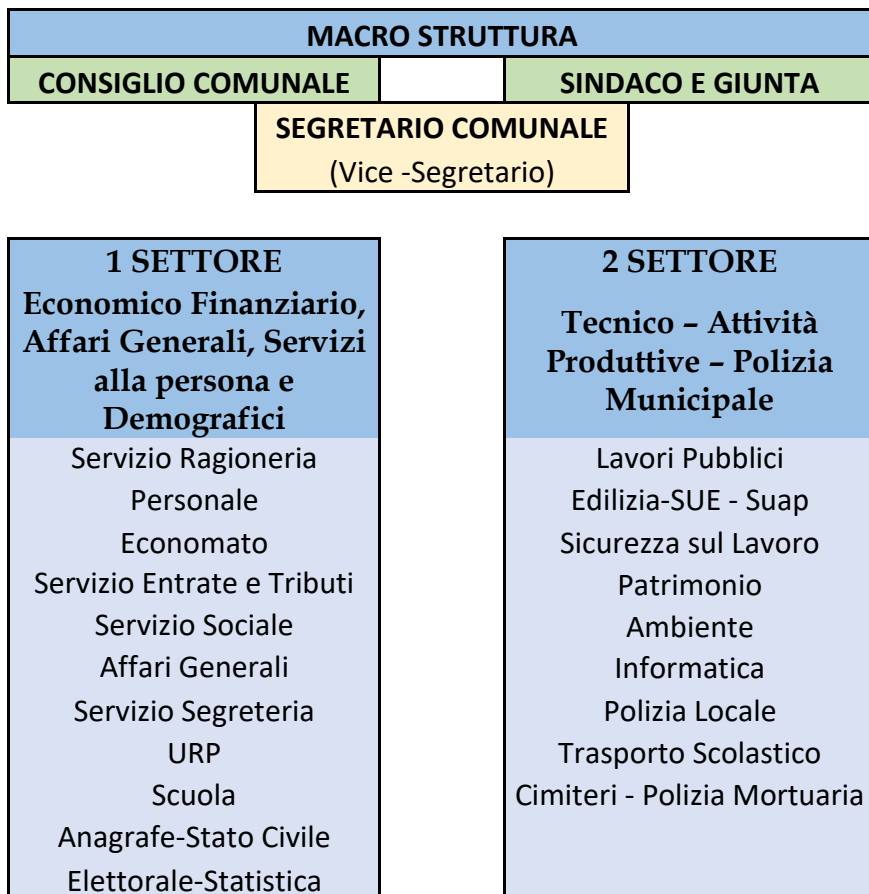 MACRO STRUTTURA
CONSIGLIO COMUNALE
SINDACO E GIUNTA
SEGRETARIO COMUNALE
(Vice -Segretario)
1 SETTORE
Economico Finanziario,
Affari Generali, Servizi
alla persona e
Demografici
Servizio Ragioneria
Personale
Economato
Servizio Entrate e Tributi
Servizio Sociale
Affari Generali
Servizio Segreteria
URP
Scuola
Anagrafe-Stato Civile
Elettorale-Statistica
2 SETTORE
Tecnico – Attività
Produttive – Polizia
Municipale
Lavori Pubblici
Edilizia-SUE - Suap
Sicurezza sul Lavoro
Patrimonio
Ambiente
Informatica
Polizia Locale
Trasporto Scolastico
Cimiteri - Polizia Mortuaria